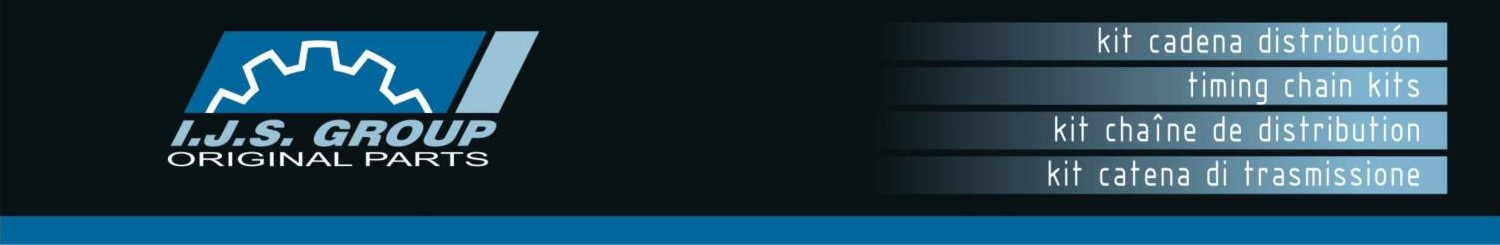 I.J.S. GROUP
ORIGINAL PARTS
kit cadena distribución
timing chain kits
kit chaîne de distribution
kit catena di trasmissione